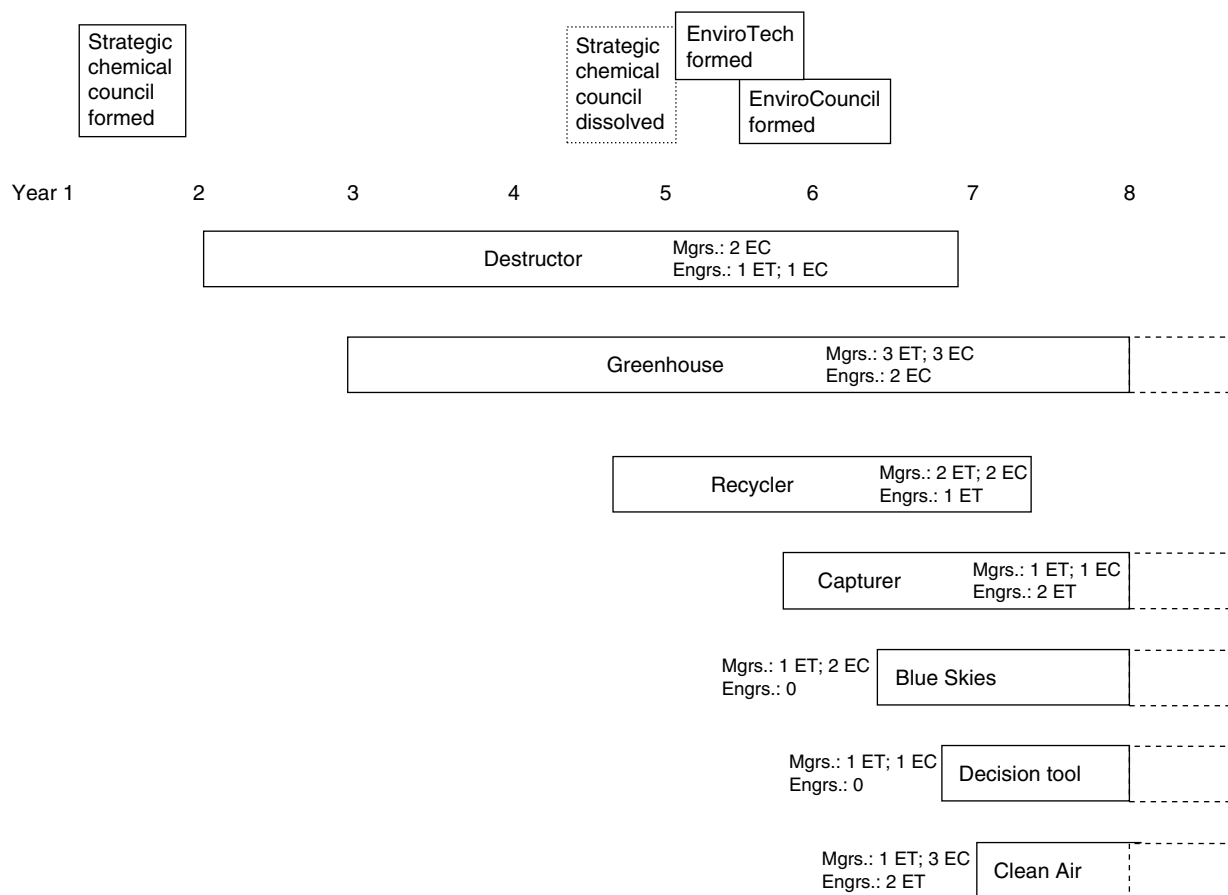 Strategic
chemical
council
formed
Strategic
chemical
council
dissolved
EnviroTech
formed
EnviroCouncil
formed
Year 1 2 3 4 5 6 7 8
Destructor
Mgrs.: 2 EC
Engrs.: 1 ET; 1 EC
Greenhouse
Mgrs.: 3 ET; 3 EC
Engrs.: 2 EC
Recycler
Mgrs.: 2 ET; 2 EC
Engrs.: 1 ET
Capturer
Mgrs.: 1 ET; 1 EC
Engrs.: 2 ET
Mgrs.: 1 ET; 2 EC
Engrs.: 0
Blue Skies
Mgrs.: 1 ET; 1 EC
Engrs.: 0
Decision tool
Mgrs.: 1 ET; 3 EC
Engrs.: 2 ET
Clean Air